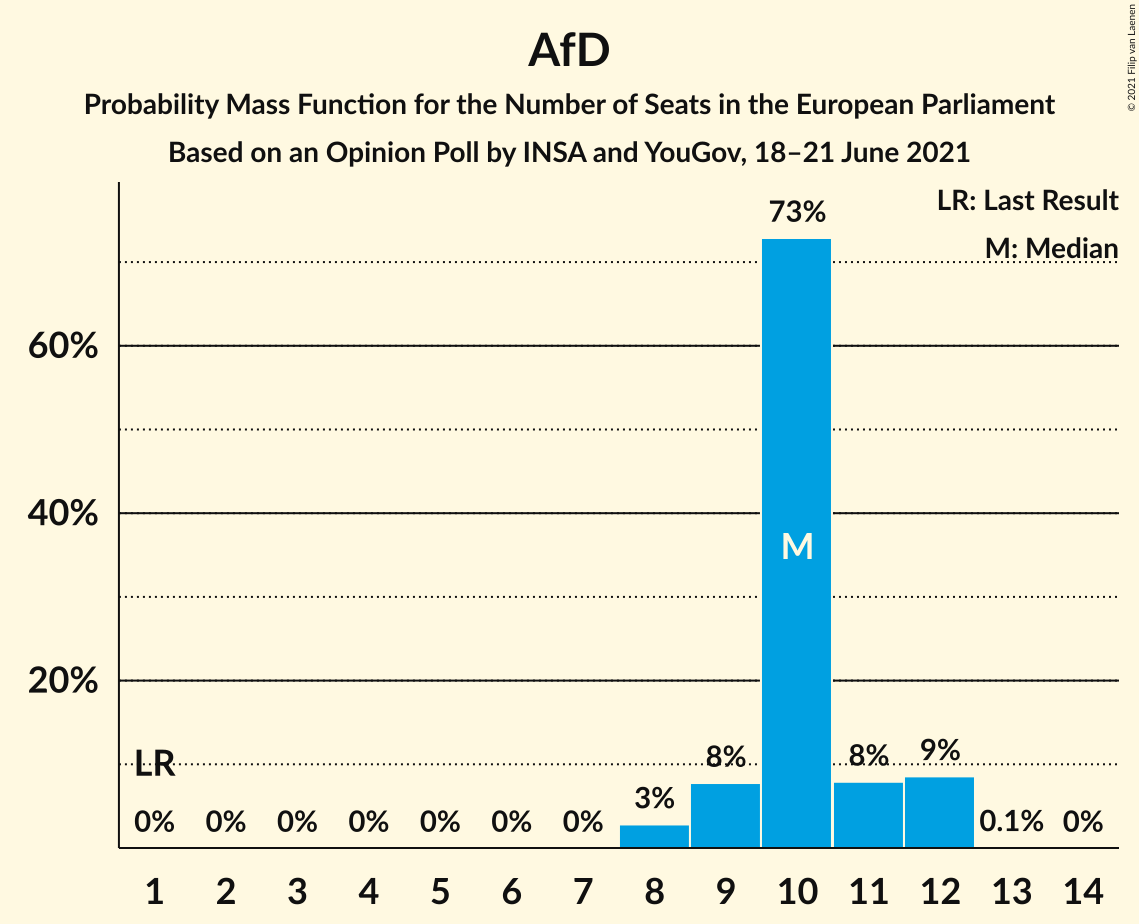 AfD
Probability Mass Function for the Number of Seats in the European Parliament
Based on an Opinion Poll by INSA and YouGov, 18–21 June 2021
© 2021 Filip van Laenen
LR: Last Result
M: Median
73%
60%
40%
M
20%
LR
8%
8%
9%
3%
0%
0%
0%
0%
0%
0%
0%
0.1%
0%
1 2 3 4 5 6 7 8 9 10 11 12 13 14